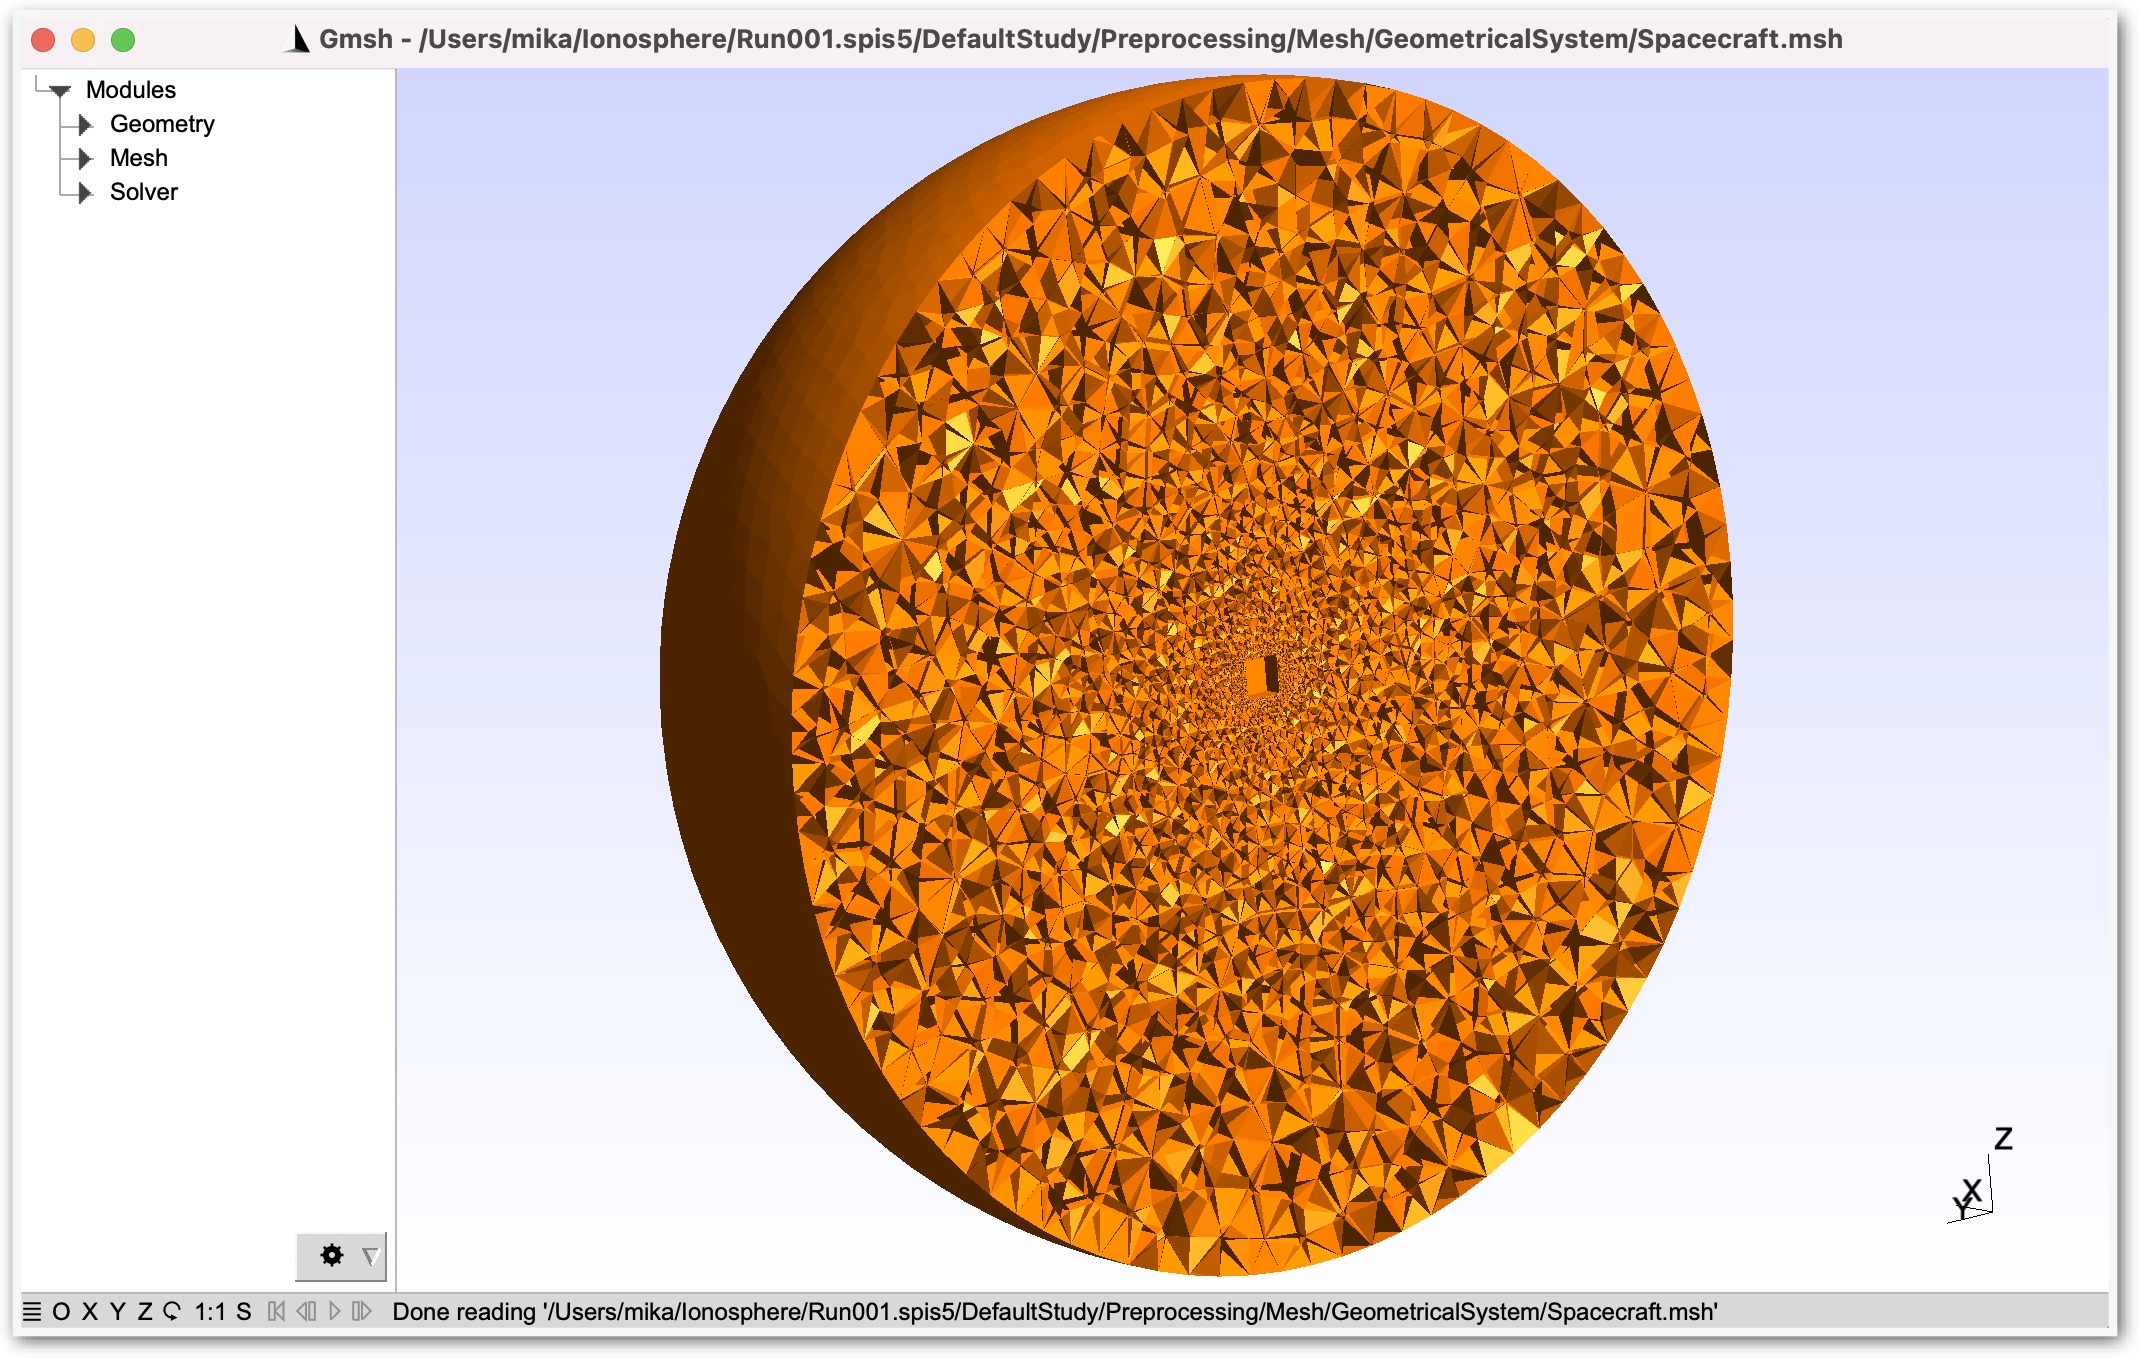 Gmsh - /Users/mika/Ionosphere/Run001.spis5/DefaultStudy/Preprocessing/Mesh/GeometricalSystem/Spacecraft.msh
Modules
Geometry
Mesh
Solver
Z
X
Y
O X Y Z 1:1 S Done reading '/Users/mika/Ionosphere/Run001.spis5/DefaultStudy/Preprocessing/Mesh/GeometricalSystem/Spacecraft.msh'